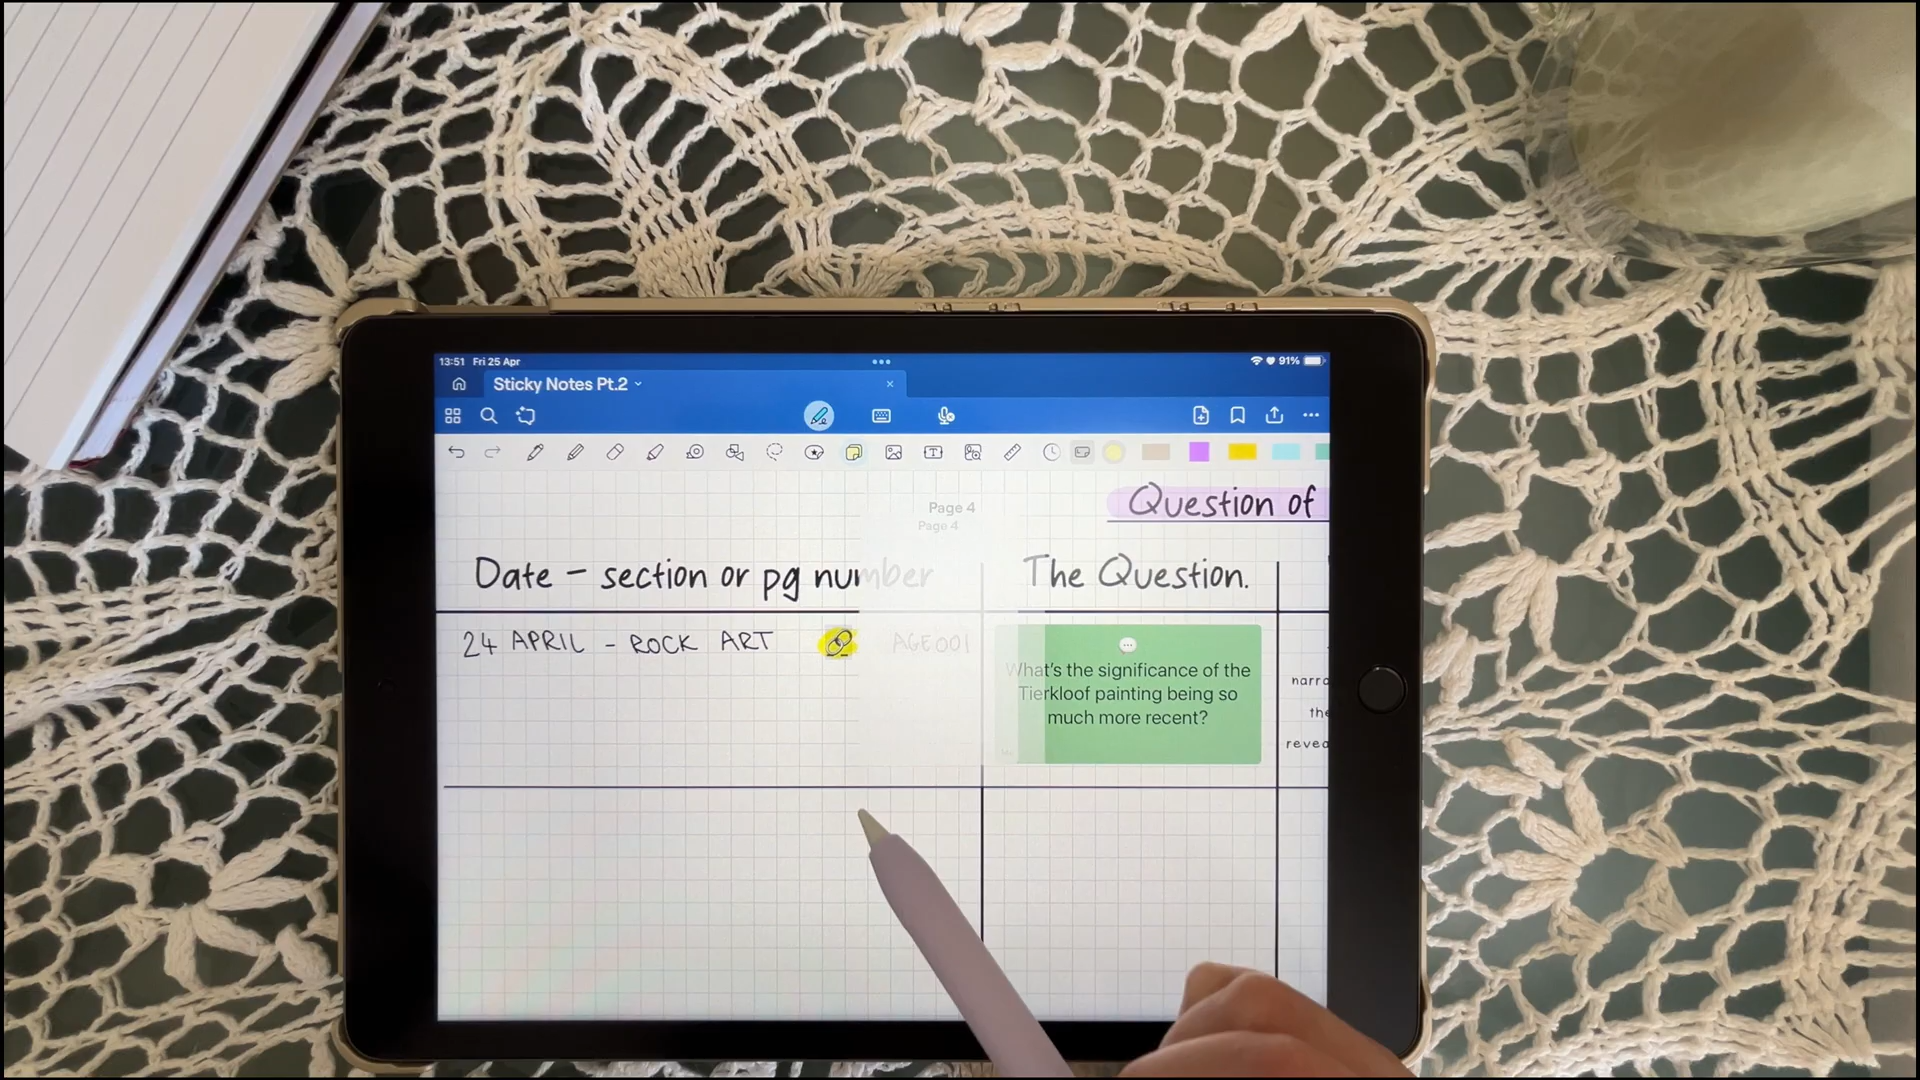 13:51 Fri 25 Apr
91%
Sticky Notes Pt.2
Page 4
Page 4
Question of
Date - section or pg number
The Question.
24 APRIL - ROCK ART
AGE001
What's the significance of the
Tierkloof painting being so
much more recent?
narra
the
revea